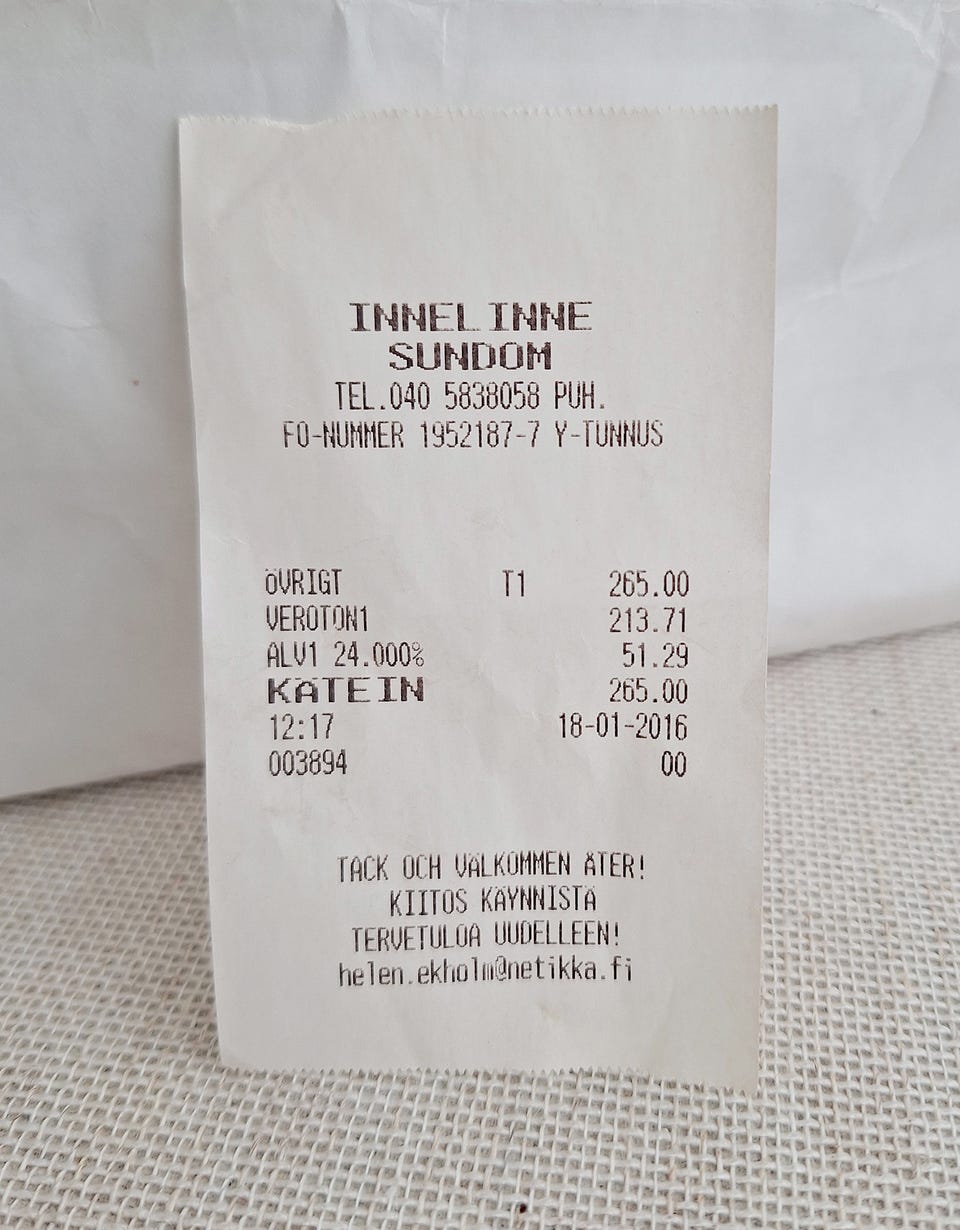 INNEL INNE
SUNDOM
TEL.040 5838058 PUH.
FO-NUMMER 1952187-7 Y-TUNNUS
ÖVRIGT T1 265.00
VEROTON1 213.71
ALV1 24.000% 51.29
KÄTEIN 265.00
12:17 18-01-2016
003894 00
TACK OCH VÄLKOMMEN ÅTER!
KIITOS KÄYNNISTÄ
TERVETULOA UUDELLEEN!
helen.ekholm@netikka.fi